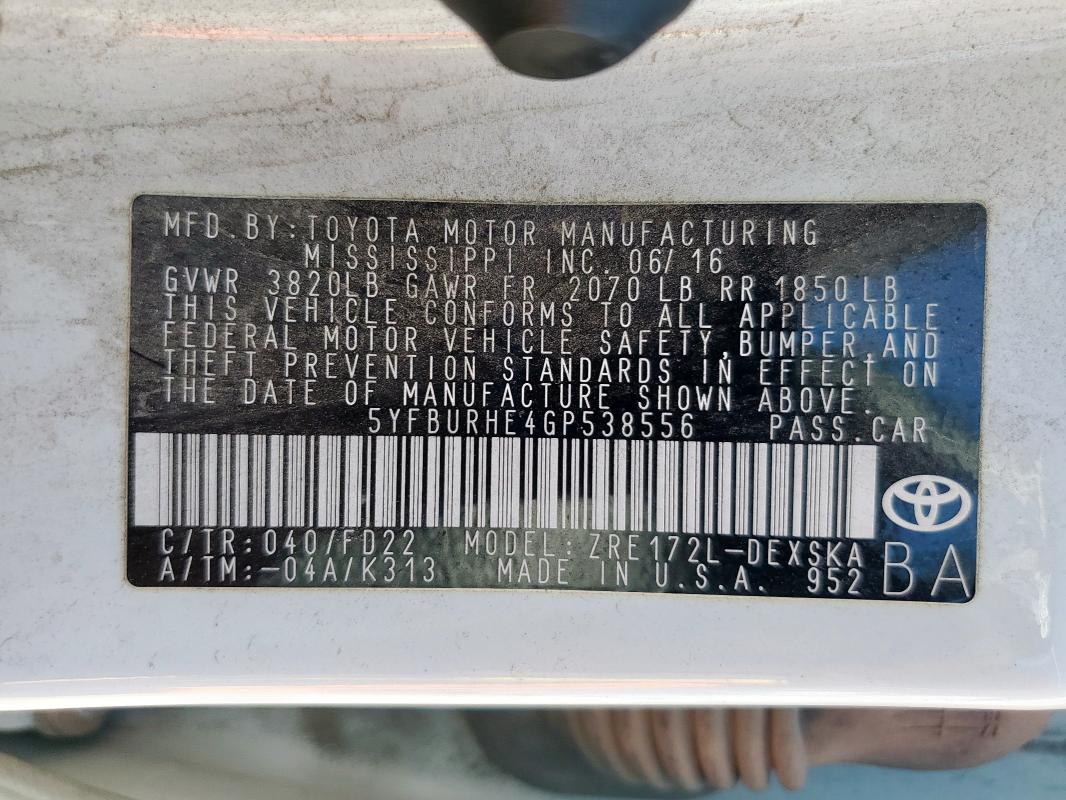 MFD.BY:TOYOTA MOTOR MANUFACTURING
MISSISSIPPI INC. 06/16
GVWR 3820LB GAWR FR 2070LB RR 1850LB
THIS VEHICLE CONFORMS TO ALL APPLICABLE
FEDERAL MOTOR VEHICLE SAFETY,BUMPER,AND
THEFT PREVENTION STANDARDS IN EFFECT ON
THE DATE OF MANUFACTURE SHOWN ABOVE.
5YFBURHE4GP538556 PASS.CAR
C/TR:040/FD22 MODEL:ZRE172L-DEXSKA
A/TM:-04A/K313 MADE IN U.S.A. 952 BA